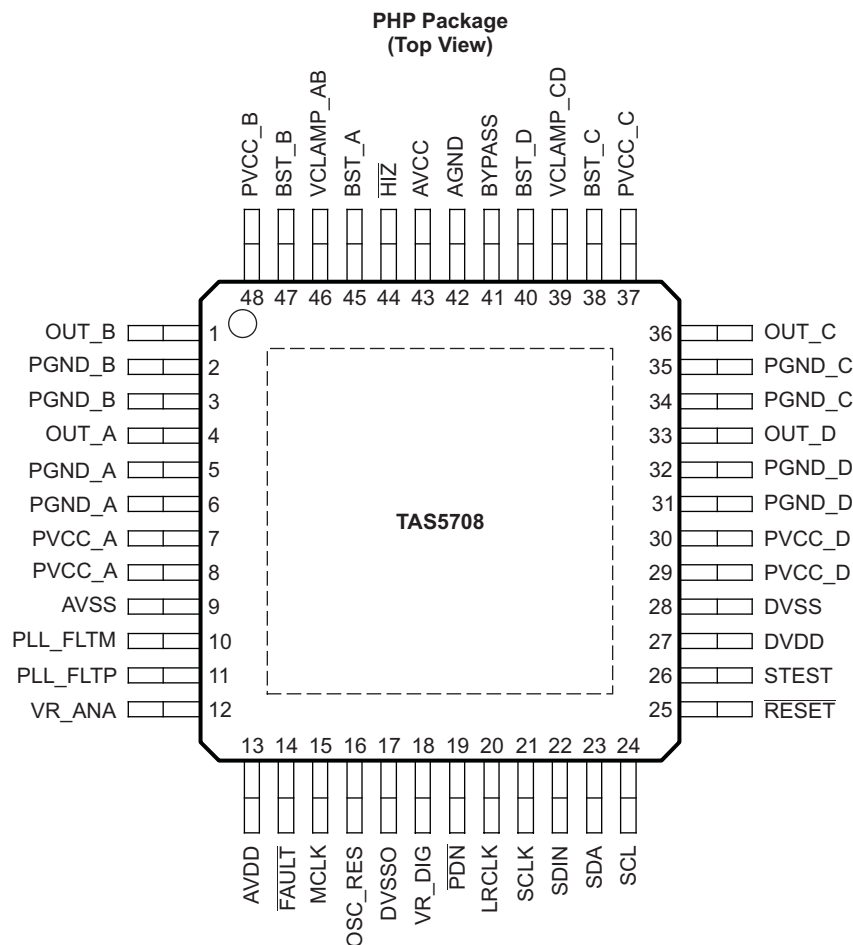 PHP Package
(Top View)
PVCC_B
BST_B
VCLAMP_AB
BST_A
H̅I̅Z̅
AVCC
AGND
BYPASS
BST_D
VCLAMP_CD
BST_C
PVCC_C
48 47 46 45 44 43 42 41 40 39 38 37
OUT_B 1
PGND_B 2
PGND_B 3
OUT_A 4
PGND_A 5
PGND_A 6
PVCC_A 7
PVCC_A 8
AVSS 9
PLL_FLTM 10
PLL_FLTP 11
VR_ANA 12
TAS5708
36 OUT_C
35 PGND_C
34 PGND_C
33 OUT_D
32 PGND_D
31 PGND_D
30 PVCC_D
29 PVCC_D
28 DVSS
27 DVDD
26 STEST
25 R̅E̅S̅E̅T̅
13 14 15 16 17 18 19 20 21 22 23 24
AVDD
F̅A̅U̅L̅T̅
MCLK
OSC_RES
DVSSO
VR_DIG
P̅D̅N̅
LRCLK
SCLK
SDIN
SDA
SCL